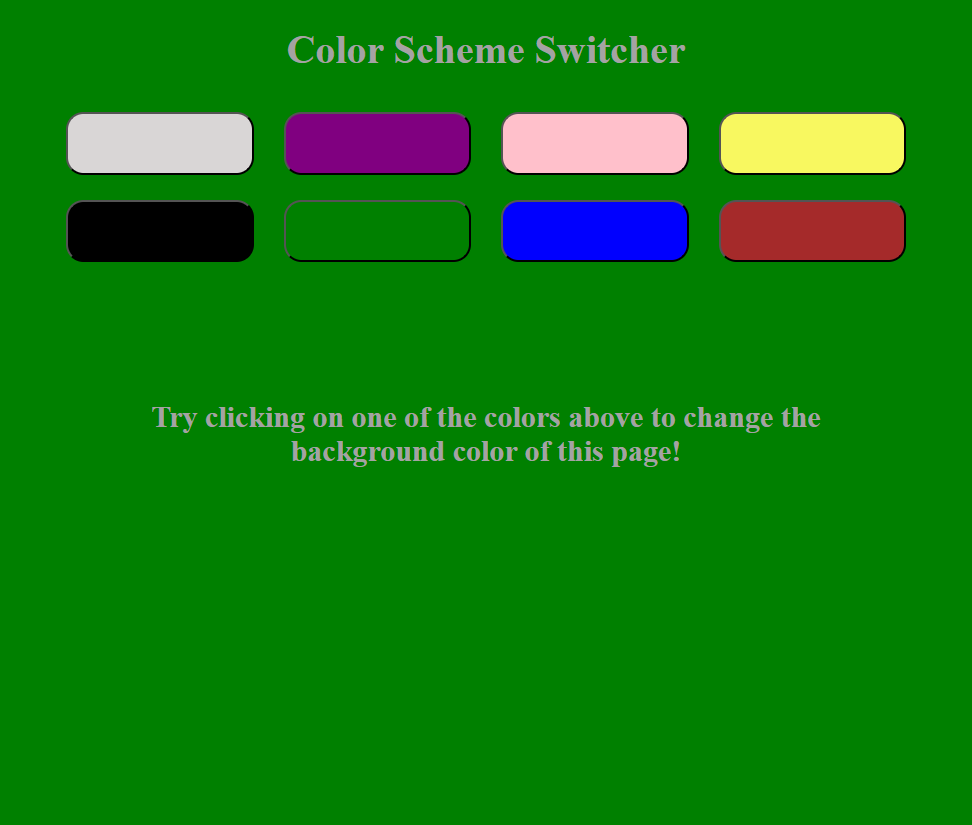 Color Scheme Switcher
Try clicking on one of the colors above to change the
background color of this page!